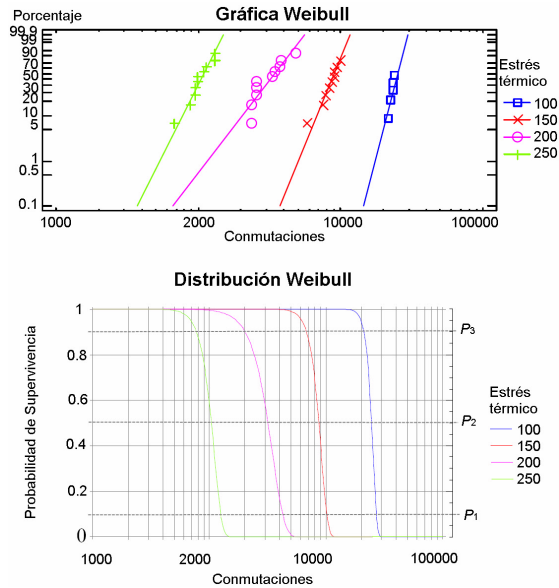 Gráfica Weibull
Porcentaje
99.9
99
90
70
50
30
20
10
5
1
0.5
0.1
1000 2000 10000 100000
Conmutaciones
Estrés
térmico
100
150
200
250
Distribución Weibull
Probabilidad de Supervivencia
1
0.8
0.6
0.4
0.2
0
P3
P2
P1
1000 2000 10000 100000
Conmutaciones
Estrés
térmico
100
150
200
250